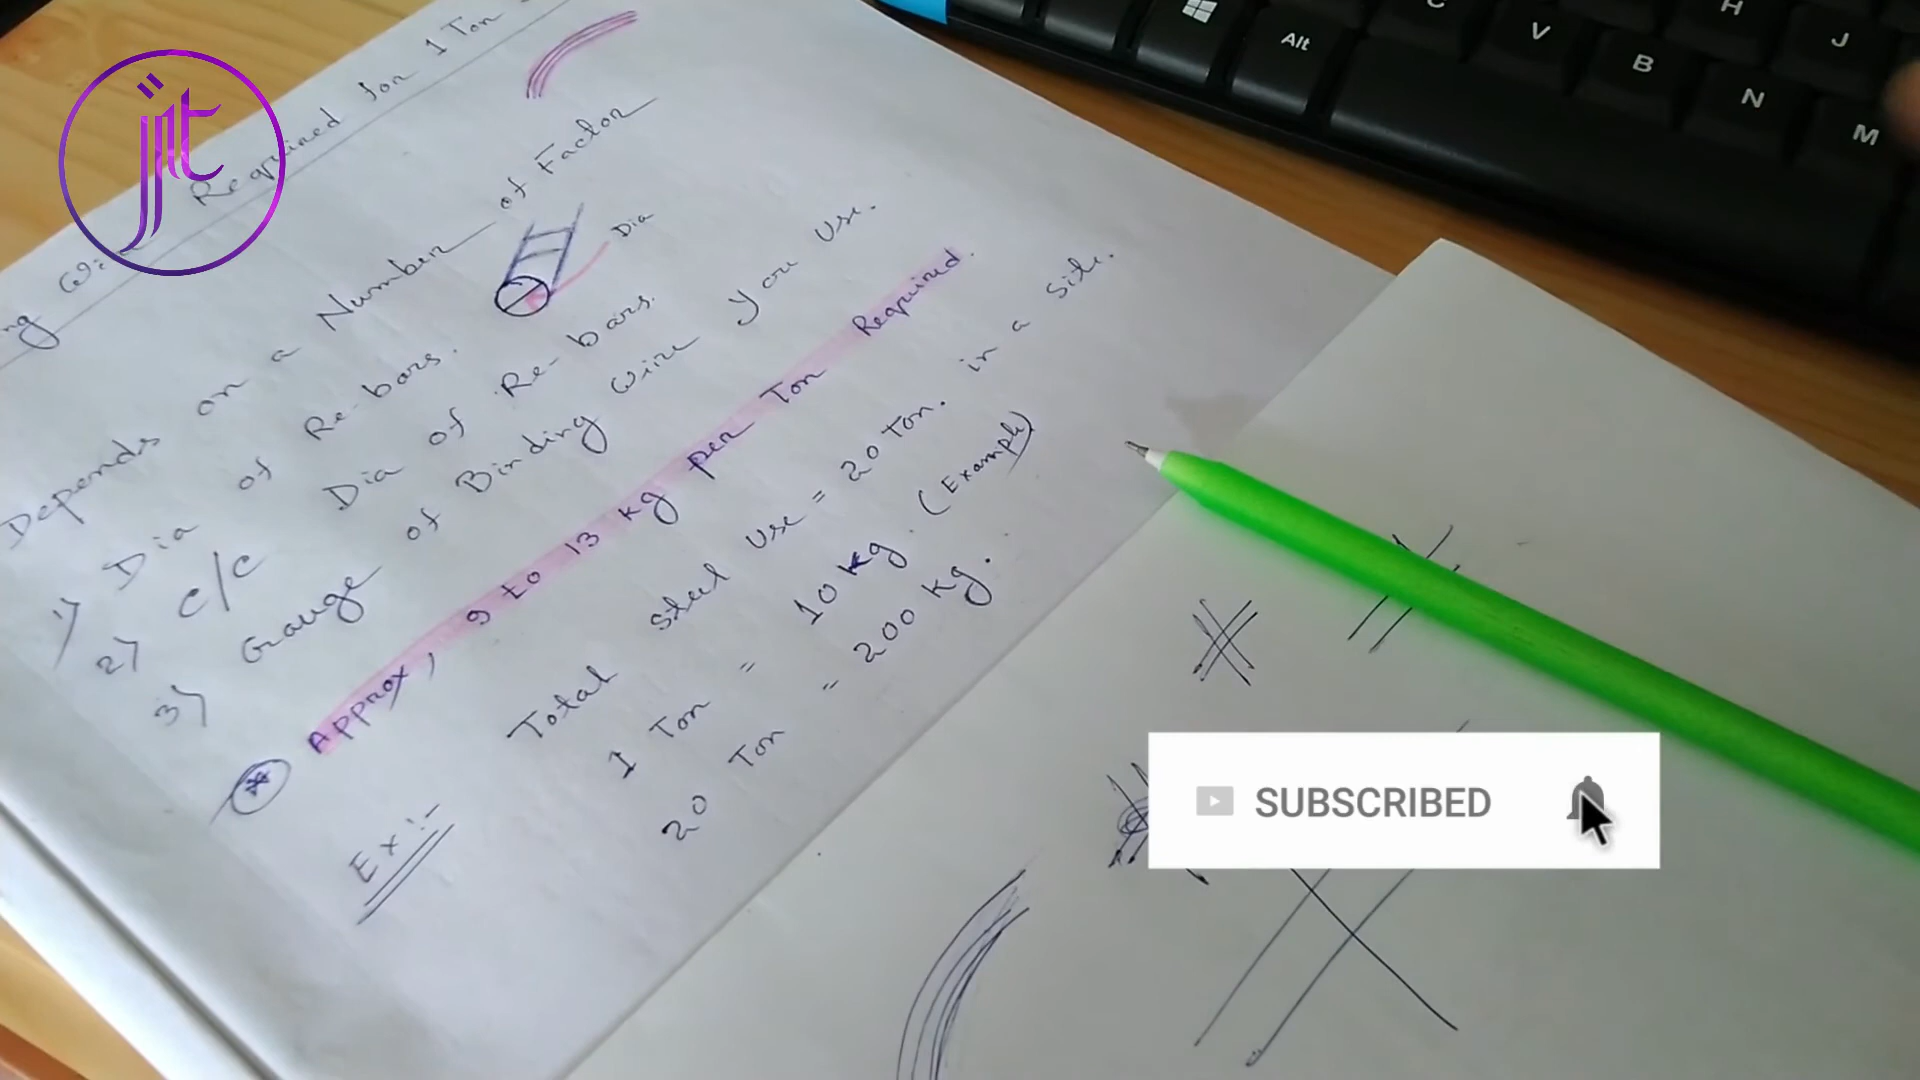 Required for 1 Ton
Depends on a Number of Factor
1) Dia of Re-bars.
Dia
2) C/C Dia of Re-bars.
3) Gauge of Binding wire you use.
* Approx, 9 to 13 kg per Ton Required.
Ex:- Total steel use = 20 Ton. in a site.
1 Ton = 10 kg. (Example)
20 Ton = 200 kg.
jjt
SUBSCRIBED
Alt
C
V
B
N
M
H
J